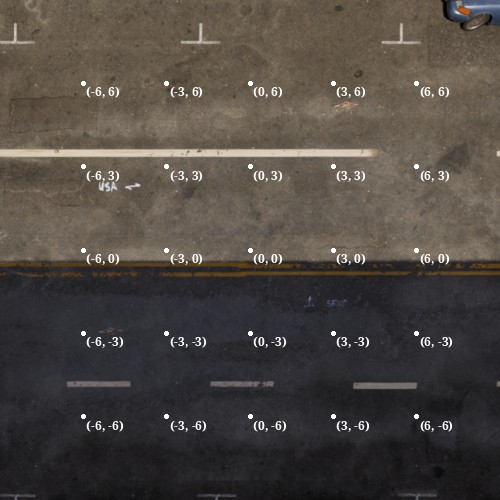 (-6, 6) (-3, 6) (0, 6) (3, 6) (6, 6)
(-6, 3) (-3, 3) (0, 3) (3, 3) (6, 3)
USA
(-6, 0) (-3, 0) (0, 0) (3, 0) (6, 0)
(-6, -3) (-3, -3) (0, -3) (3, -3) (6, -3)
(-6, -6) (-3, -6) (0, -6) (3, -6) (6, -6)